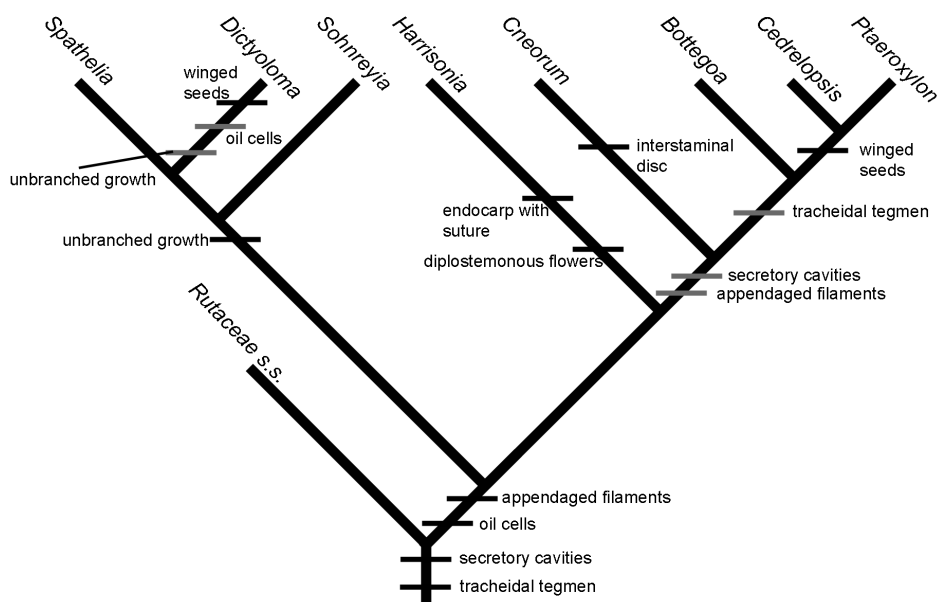 Spathelia
Dictyoloma
Sohnreyia
Harrisonia
Cneorum
Bottegoa
Cedrelopsis
Ptaeroxylon
winged
seeds
oil cells
unbranched growth
interstaminal
disc
winged
seeds
endocarp with
suture
tracheidal tegmen
unbranched growth
diplostemonous flowers
secretory cavities
appendaged filaments
Rutaceae s.s.
appendaged filaments
oil cells
secretory cavities
tracheidal tegmen